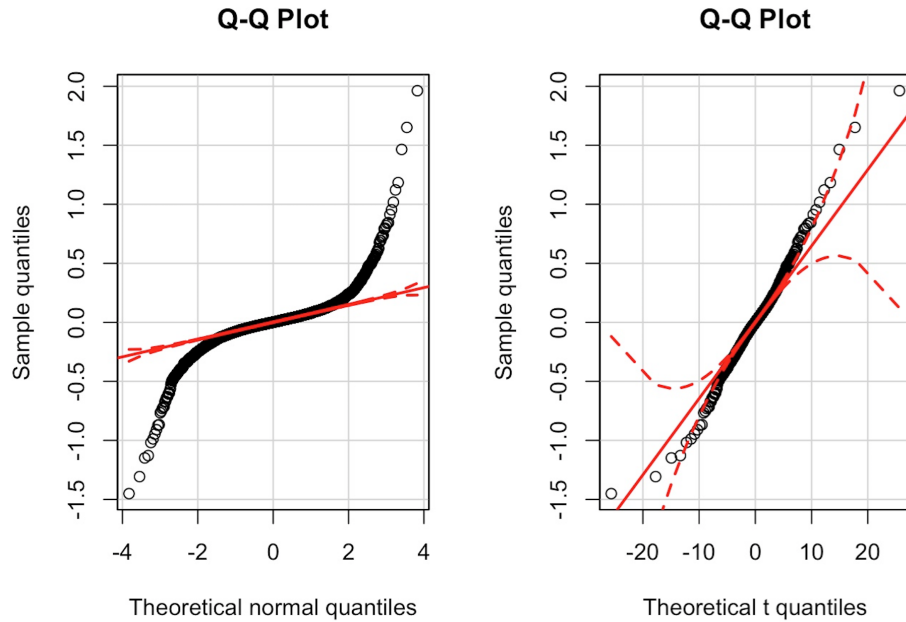 Q-Q Plot
Sample quantiles
2.0
1.5
1.0
0.5
0.0
-0.5
-1.0
-1.5
-4 -2 0 2 4
Theoretical normal quantiles
Q-Q Plot
Sample quantiles
2.0
1.5
1.0
0.5
0.0
-0.5
-1.0
-1.5
-20 -10 0 10 20
Theoretical t quantiles